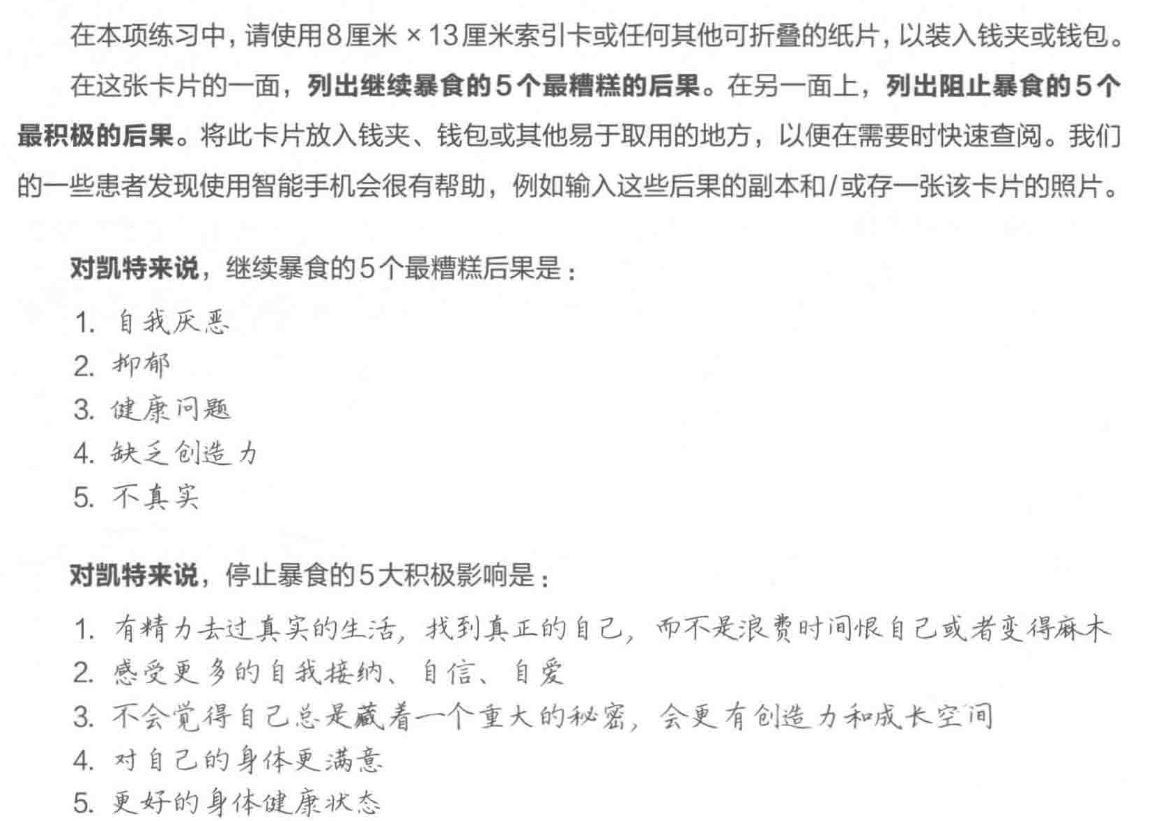 在本项练习中，请使用8厘米 × 13厘米索引卡或任何其他可折叠的纸片，以装入钱夹或钱包。
在这张卡片的一面，列出继续暴食的5个最糟糕的后果。在另一面上，列出阻止暴食的5个
最积极的后果。将此卡片放入钱夹、钱包或其他易于取用的地方，以便在需要时快速查阅。我们
的一些患者发现使用智能手机会很有帮助，例如输入这些后果的副本和/或存一张该卡片的照片。
对凯特来说，继续暴食的5个最糟糕后果是：
1. 自我厌恶
2. 抑郁
3. 健康问题
4. 缺乏创造力
5. 不真实
对凯特来说，停止暴食的5大积极影响是：
1. 有精力去过真实的生活，找到真正的自己，而不是浪费时间恨自己或者变得麻木
2. 感受更多的自我接纳、自信、自爱
3. 不会觉得自己总是藏着一个重大的秘密，会更有创造力和成长空间
4. 对自己的身体更满意
5. 更好的身体健康状态